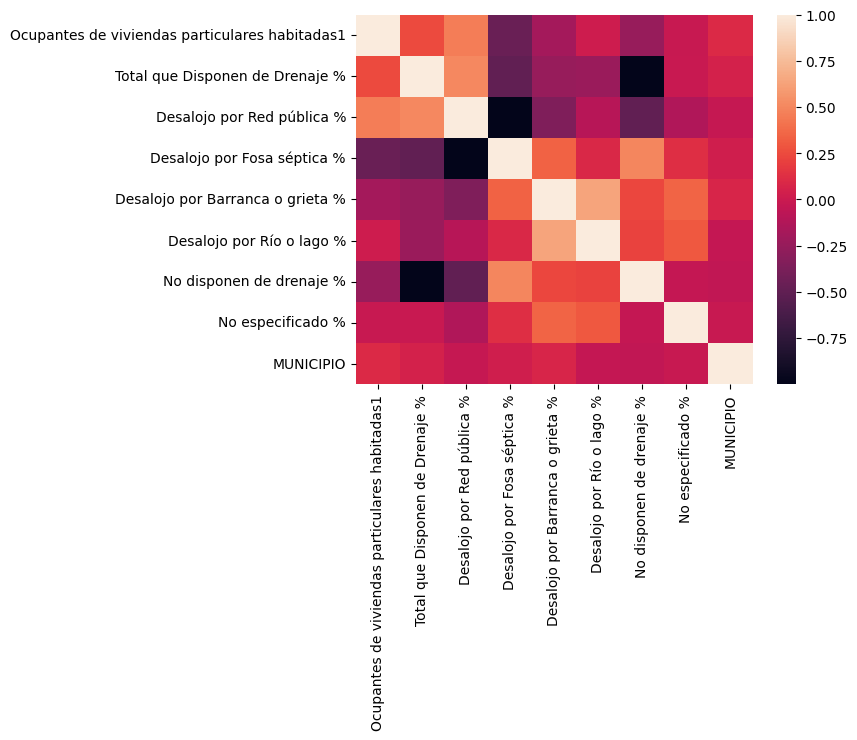 Ocupantes de viviendas particulares habitadas1
Total que Disponen de Drenaje %
Desalojo por Red pública %
Desalojo por Fosa séptica %
Desalojo por Barranca o grieta %
Desalojo por Río o lago %
No disponen de drenaje %
No especificado %
MUNICIPIO
Ocupantes de viviendas particulares habitadas1
Total que Disponen de Drenaje %
Desalojo por Red pública %
Desalojo por Fosa séptica %
Desalojo por Barranca o grieta %
Desalojo por Río o lago %
No disponen de drenaje %
No especificado %
MUNICIPIO
1.00
0.75
0.50
0.25
0.00
−0.25
−0.50
−0.75